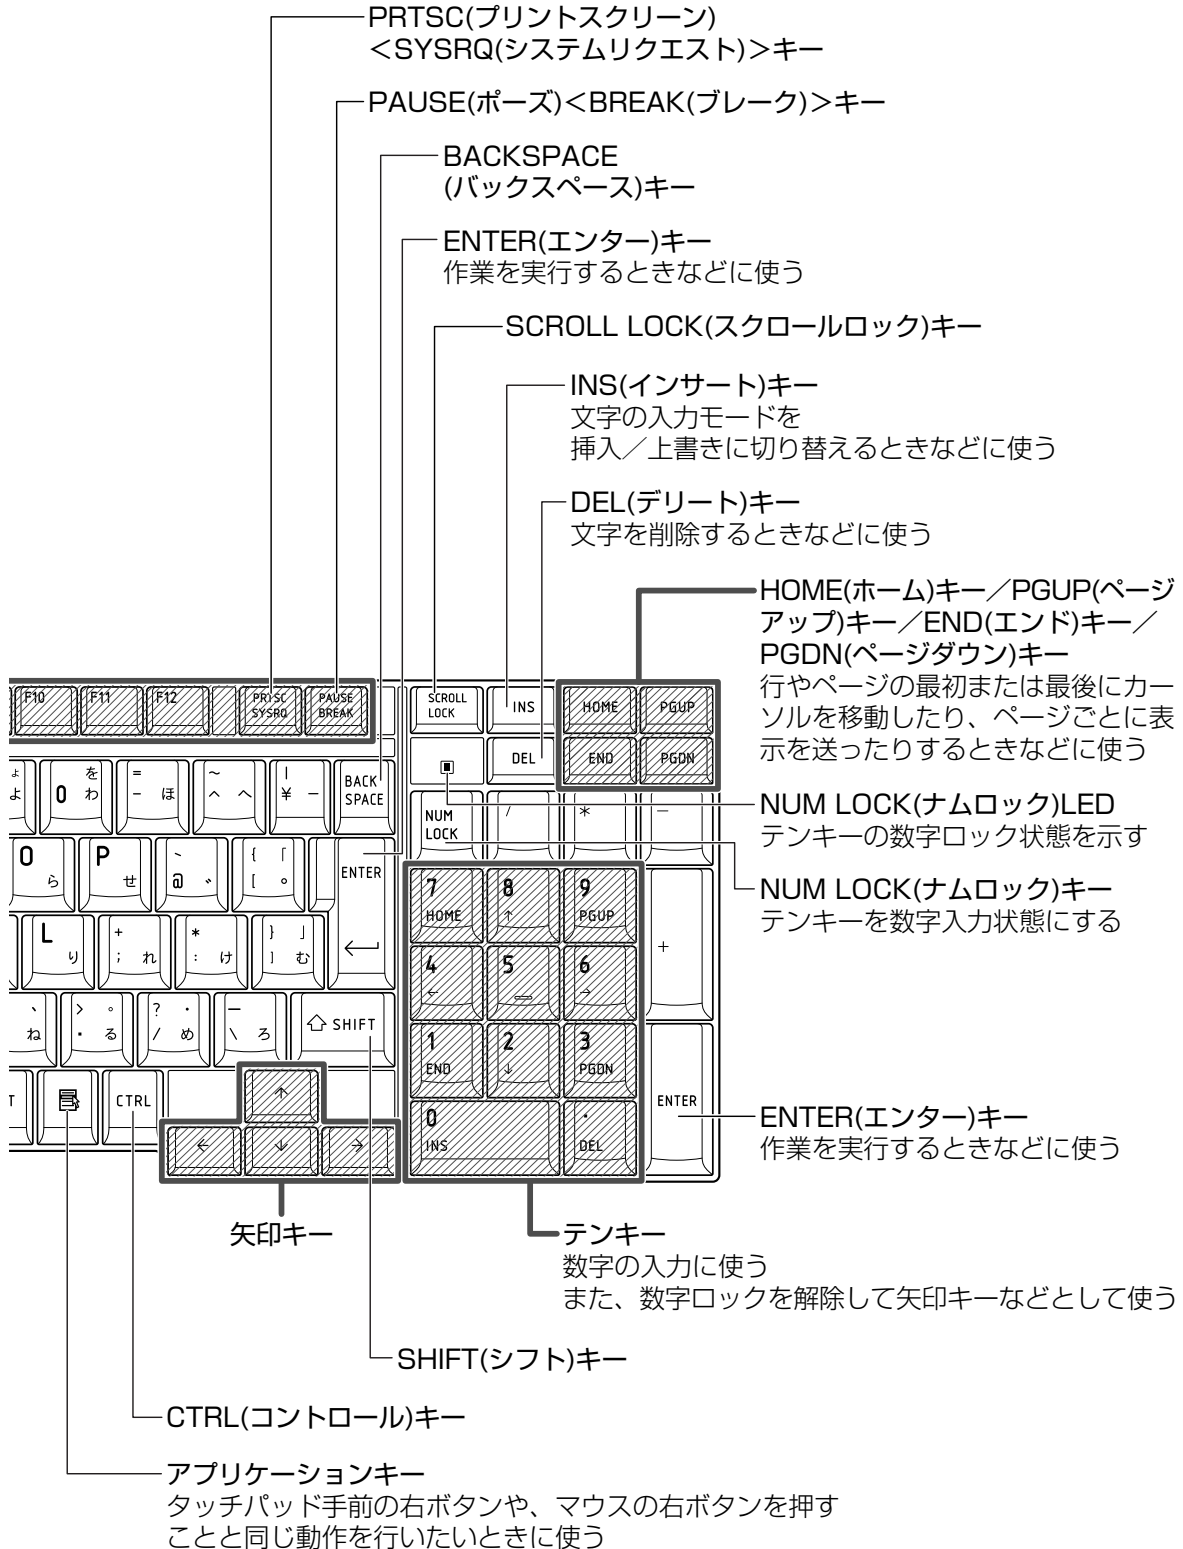 PRTSC(プリントスクリーン)
＜SYSRQ(システムリクエスト)＞キー
PAUSE(ポーズ)＜BREAK(ブレーク)＞キー
BACKSPACE
(バックスペース)キー
ENTER(エンター)キー
作業を実行するときなどに使う
SCROLL LOCK(スクロールロック)キー
INS(インサート)キー
文字の入力モードを
挿入／上書きに切り替えるときなどに使う
DEL(デリート)キー
文字を削除するときなどに使う
HOME(ホーム)キー／PGUP(ページ
アップ)キー／END(エンド)キー／
PGDN(ページダウン)キー
行やページの最初または最後にカー
ソルを移動したり、ページごとに表
示を送ったりするときなどに使う
NUM LOCK(ナムロック)LED
テンキーの数字ロック状態を示す
NUM LOCK(ナムロック)キー
テンキーを数字入力状態にする
F10 F11 F12 PRTSC PAUSE SCROLL INS HOME PGUP
SYSRQ BREAK LOCK
DEL END PGDN
ょ を = ~ | BACK
よ 0 わ - ほ ^ へ ¥ ー SPACE
NUM / * -
LOCK
O P ` { 「 ENTER
ら せ @ ゛ [ ゜
7 8 9
HOME ↑ PGUP
L + * } 」
り ; れ : け ] む ← +
4 5 6
← →
、 > 。 ? ・ _ ⇧ SHIFT
ね . る / め \ ろ
1 2 3
END ↓ PGDN
CTRL ↑ ENTER
← ↓ → 0 .
INS DEL
ENTER(エンター)キー
作業を実行するときなどに使う
矢印キー
テンキー
数字の入力に使う
また、数字ロックを解除して矢印キーなどとして使う
SHIFT(シフト)キー
CTRL(コントロール)キー
アプリケーションキー
タッチパッド手前の右ボタンや、マウスの右ボタンを押す
ことと同じ動作を行いたいときに使う